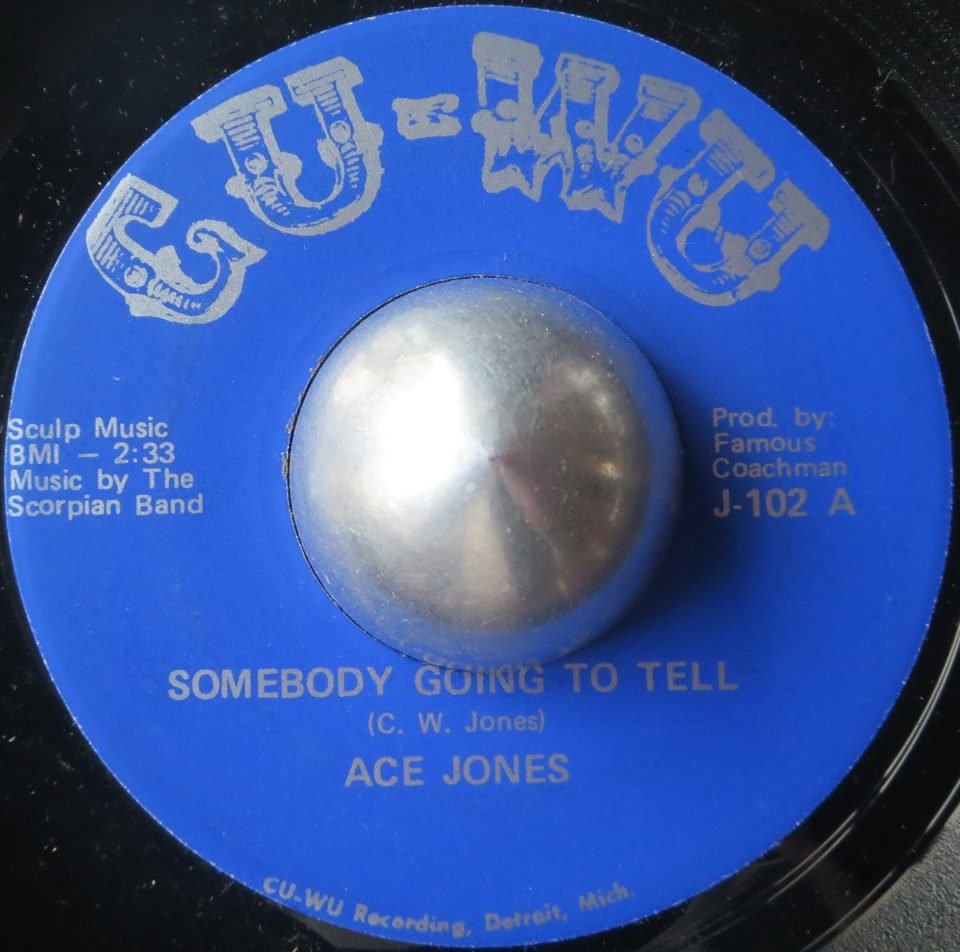 CU-WU
Sculp Music
BMI — 2:33
Music by The
Scorpian Band
Prod. by:
Famous
Coachman
J-102 A
SOMEBODY GOING TO TELL
(C. W. Jones)
ACE JONES
CU-WU Recording, Detroit, Mich.